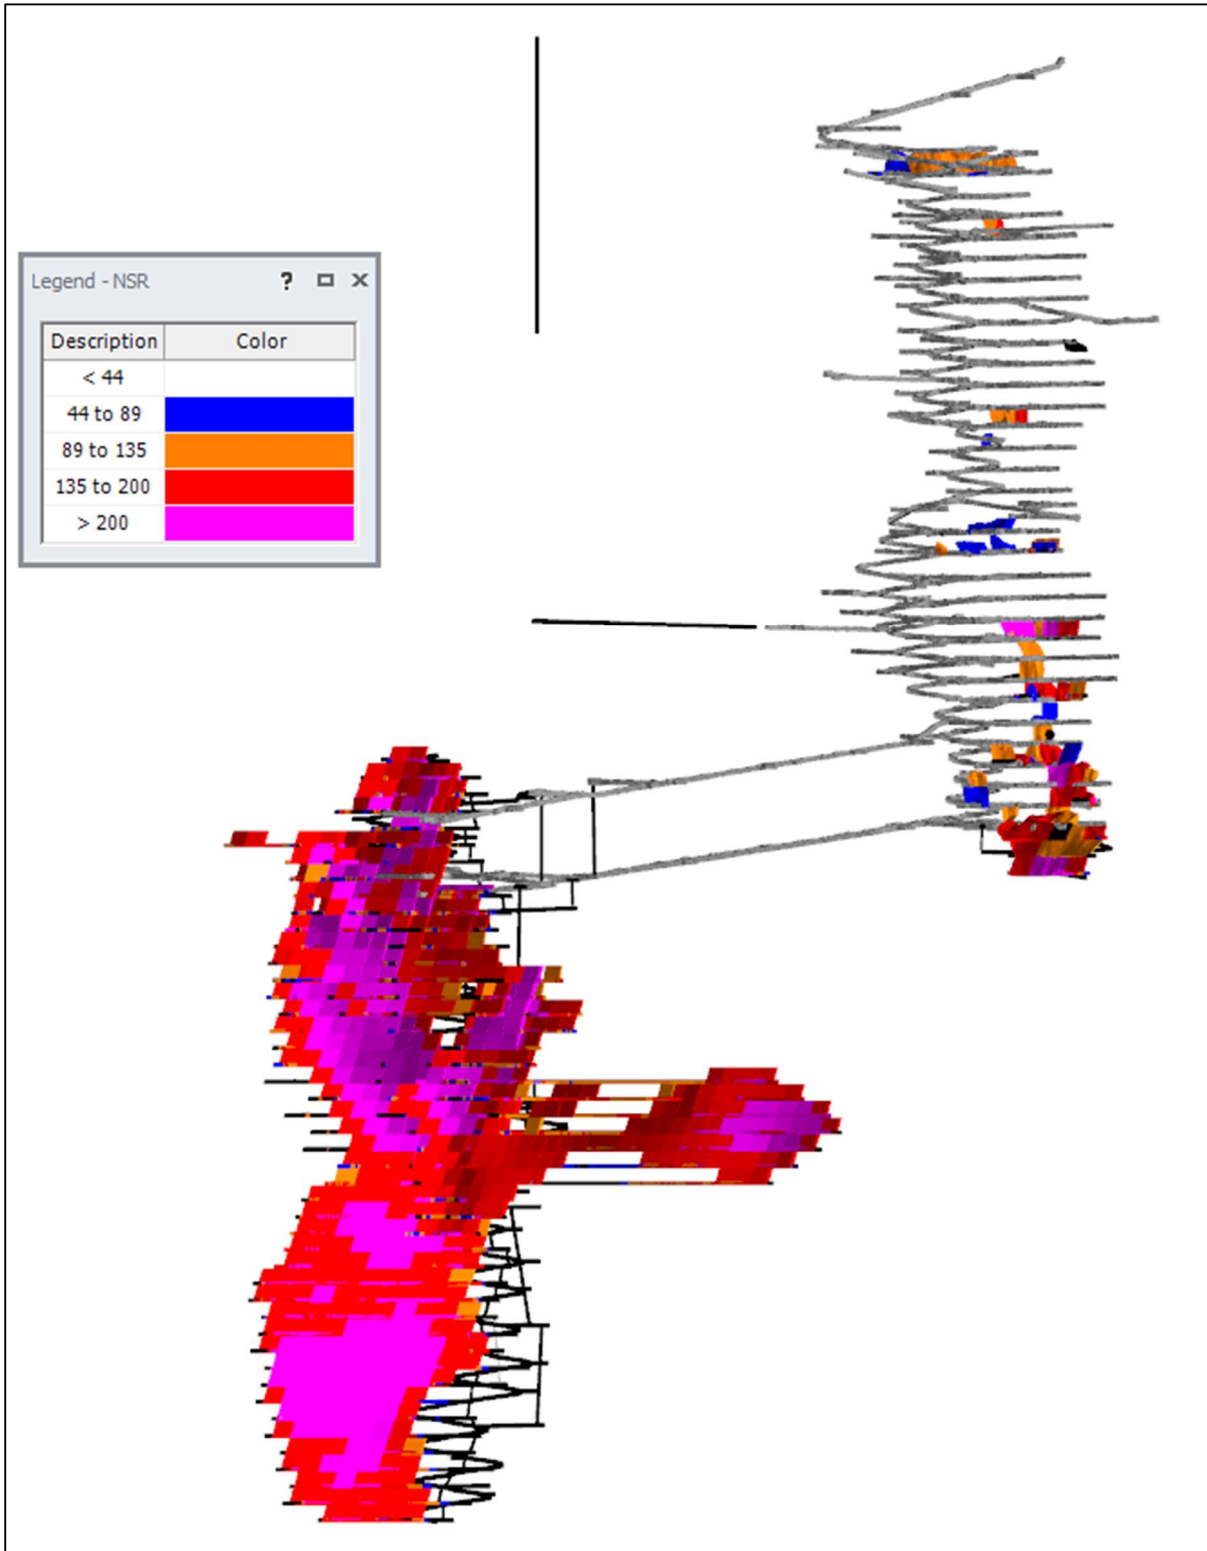 Legend - NSR ?
Description Color
< 44
44 to 89
89 to 135
135 to 200
> 200